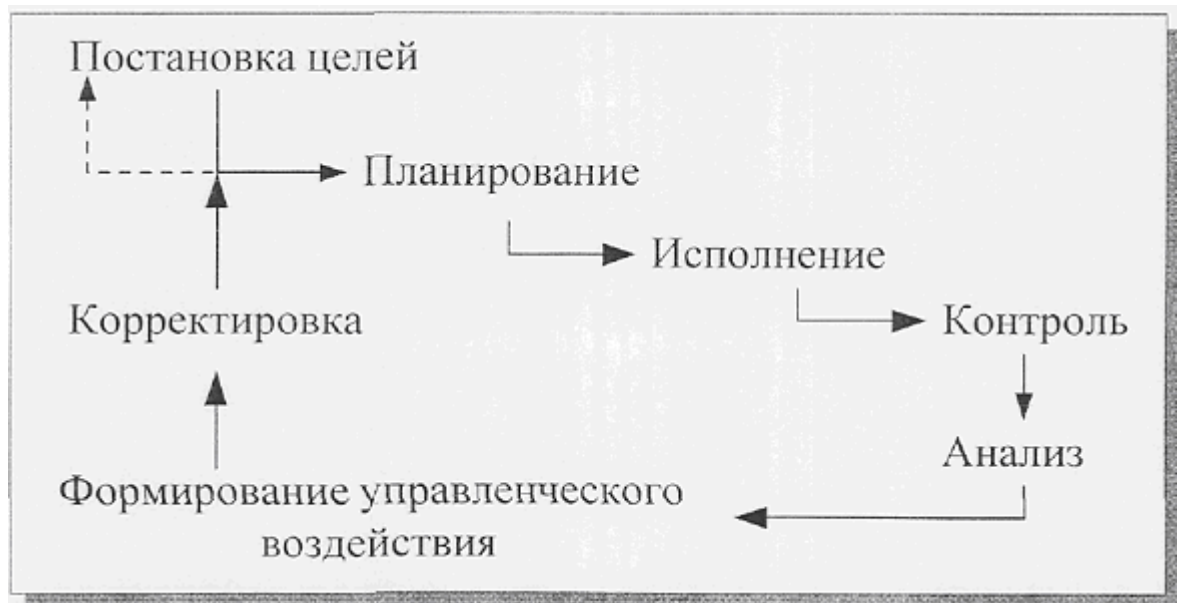 Постановка целей
Планирование
Исполнение
Корректировка
Контроль
Анализ
Формирование управленческого
воздействия